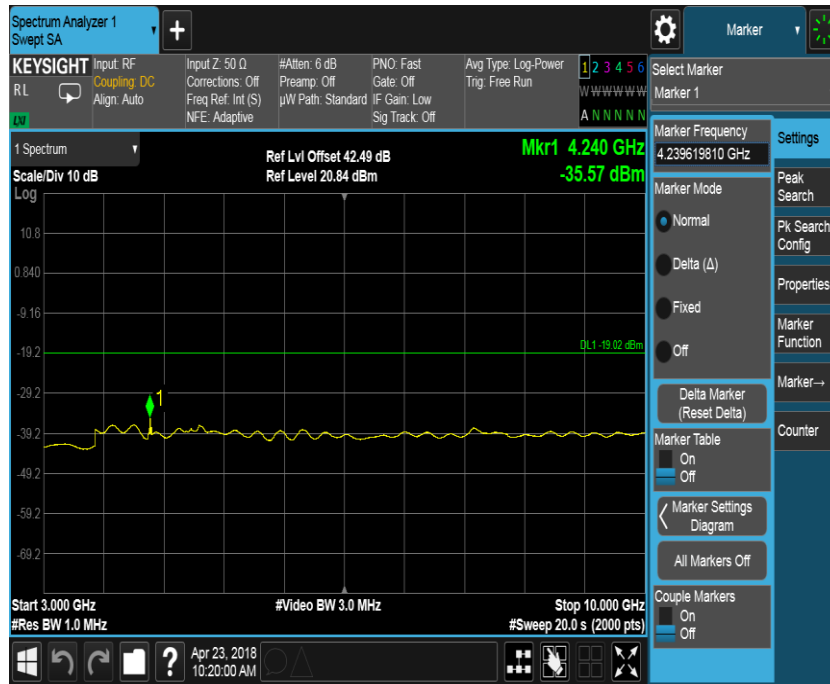 Spectrum Analyzer 1
Swept SA
+
Marker
KEYSIGHT
RL
LXI
Input: RF
Coupling: DC
Align: Auto
Input Z: 50 Ω
Corrections: Off
Freq Ref: Int (S)
NFE: Adaptive
#Atten: 6 dB
Preamp: Off
µW Path: Standard
PNO: Fast
Gate: Off
IF Gain: Low
Sig Track: Off
Avg Type: Log-Power
Trig: Free Run
1 2 3 4 5 6
W W W W W W
A N N N N N
Select Marker
Marker 1
1 Spectrum
Scale/Div 10 dB
Log
Ref Lvl Offset 42.49 dB
Ref Level 20.84 dBm
Mkr1 4.240 GHz
-35.57 dBm
10.8
0.840
-9.16
-19.2
-29.2
-39.2
-49.2
-59.2
-69.2
DL1 -19.02 dBm
1
Start 3.000 GHz
#Res BW 1.0 MHz
#Video BW 3.0 MHz
Stop 10.000 GHz
#Sweep 20.0 s (2000 pts)
Marker Frequency
4.239619810 GHz
Marker Mode
Normal
Delta (Δ)
Fixed
Off
Delta Marker
(Reset Delta)
Marker Table
On
Off
Marker Settings
Diagram
All Markers Off
Couple Markers
On
Off
Settings
Peak
Search
Pk Search
Config
Properties
Marker
Function
Marker→
Counter
?
Apr 23, 2018
10:20:00 AM